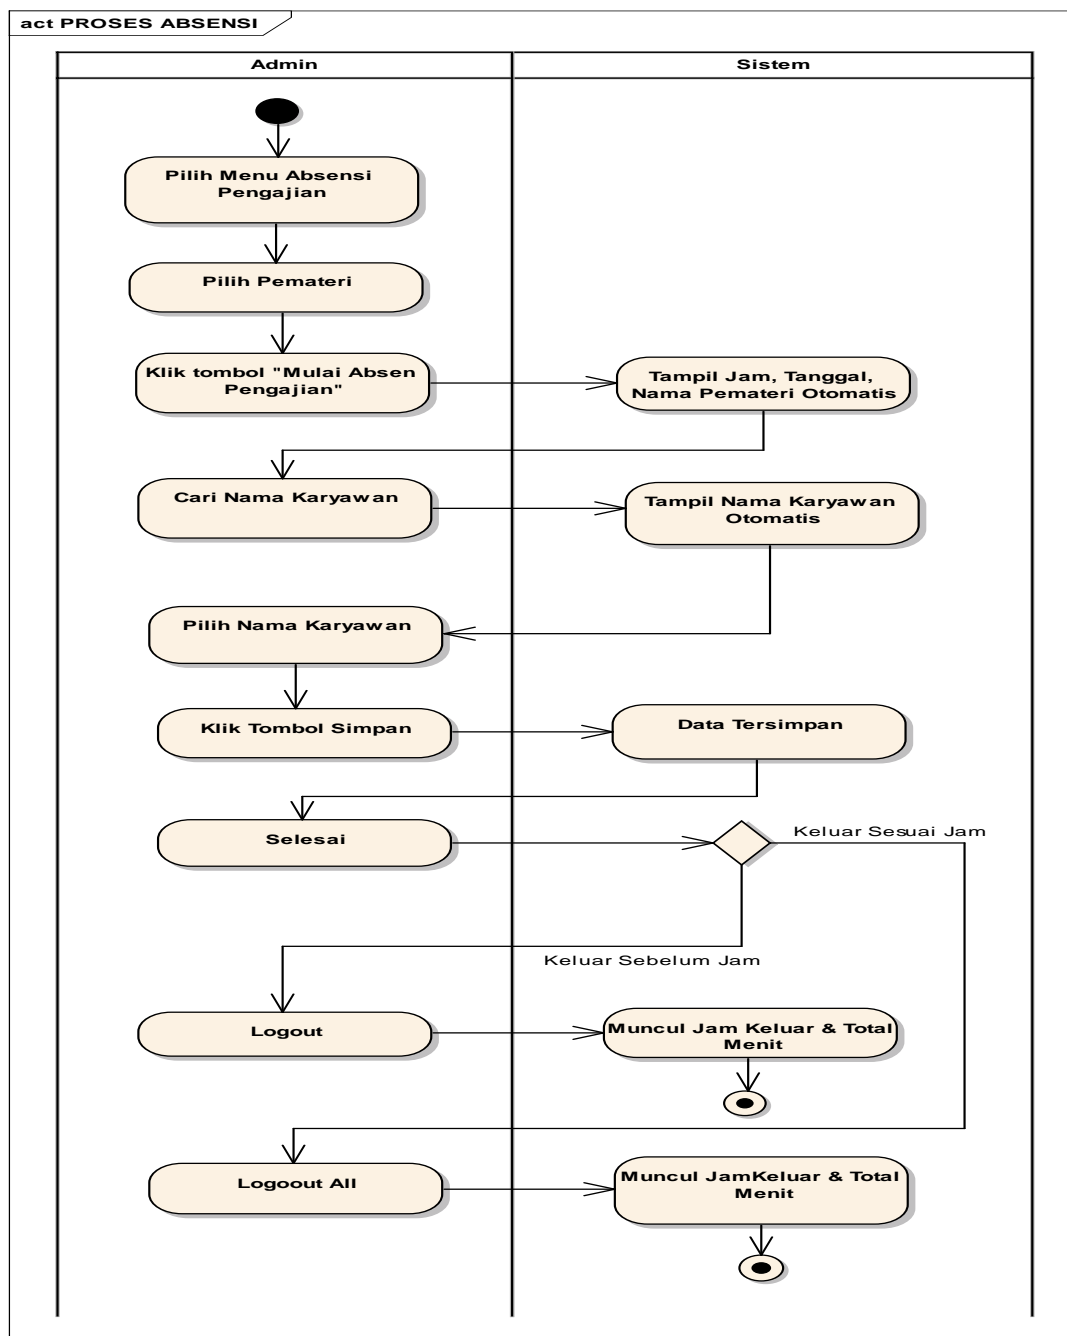 act PROSES ABSENSI
Admin
Sistem
Pilih Menu Absensi
Pengajian
Pilih Pemateri
Klik tombol "Mulai Absen
Pengajian"
Tampil Jam, Tanggal,
Nama Pemateri Otomatis
Cari Nama Karyawan
Tampil Nama Karyawan
Otomatis
Pilih Nama Karyawan
Klik Tombol Simpan
Data Tersimpan
Selesai
Keluar Sesuai Jam
Keluar Sebelum Jam
Logout
Muncul Jam Keluar & Total
Menit
Logoout All
Muncul JamKeluar & Total
Menit